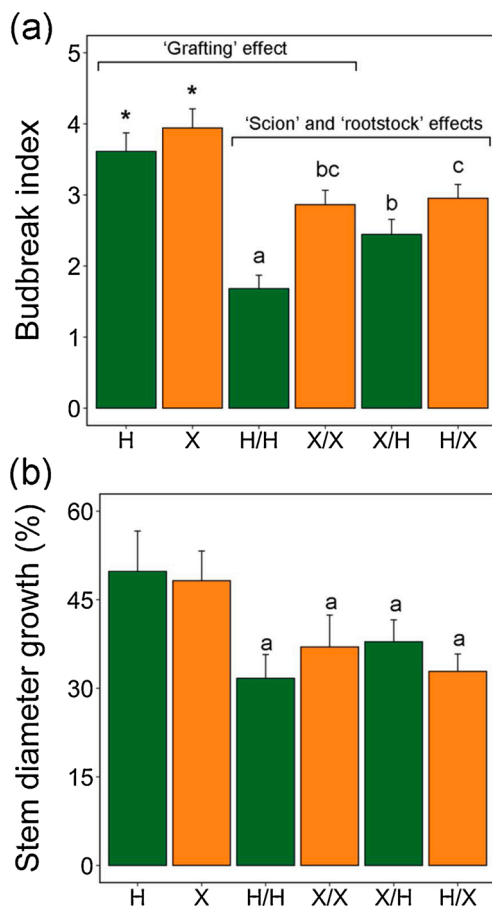 (a)
‘Grafting’ effect
‘Scion’ and ‘rootstock’ effects
Budbreak index
5
4
3
2
1
0
*
*
a
bc
b
c
H X H/H X/X X/H H/X
(b)
Stem diameter growth (%)
60
45
30
15
0
a
a
a
a
H X H/H X/X X/H H/X